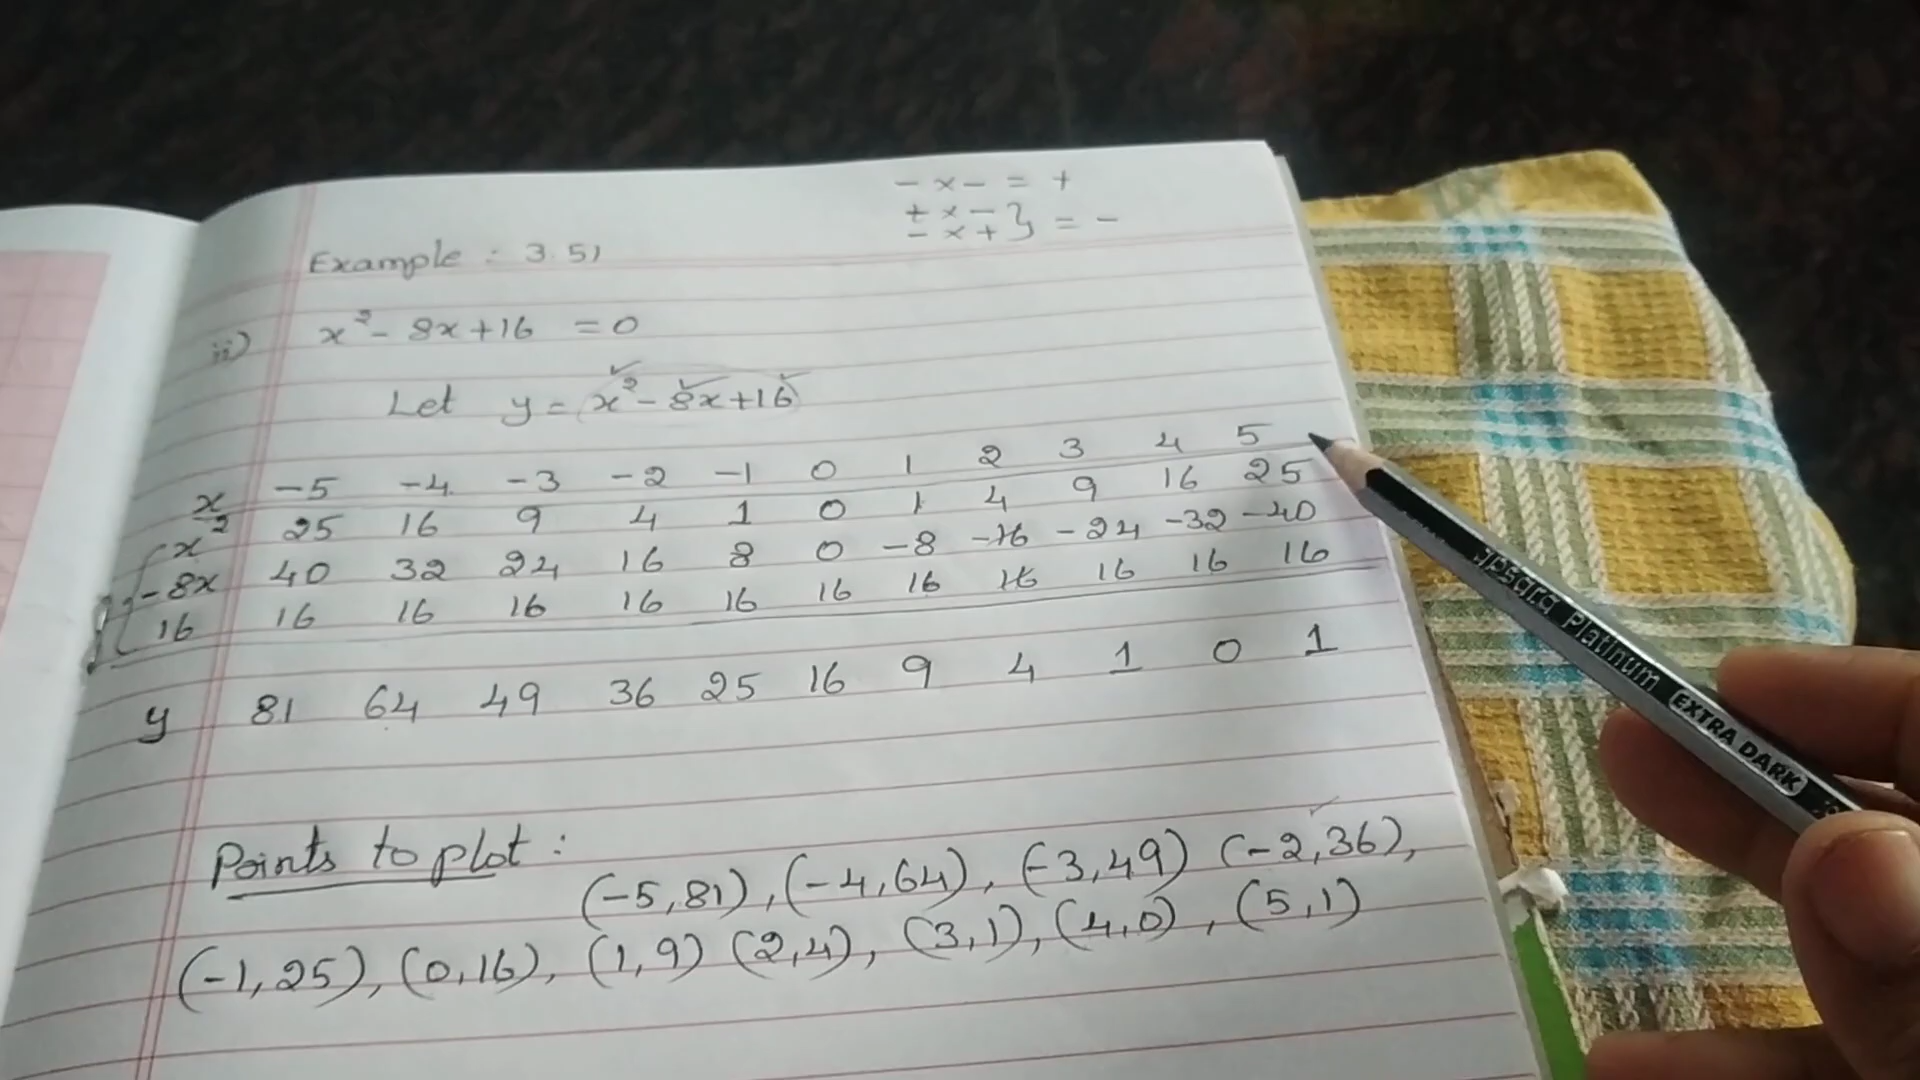 - x - = +
+ x - } = -
- x + }
Example : 3.51
ii) x² - 8x + 16 = 0
Let y = x² - 8x + 16
x -5 -4 -3 -2 -1 0 1 2 3 4 5
x² 25 16 9 4 1 0 1 4 9 16 25
-8x 40 32 24 16 8 0 -8 -16 -24 -32 -40
16 16 16 16 16 16 16 16 16 16 16 16
y 81 64 49 36 25 16 9 4 1 0 1
Points to plot :
(-5,81), (-4,64), (-3,49) (-2,36),
(-1,25), (0,16), (1,9) (2,4), (3,1), (4,0), (5,1)
apsara Platinum EXTRA DARK